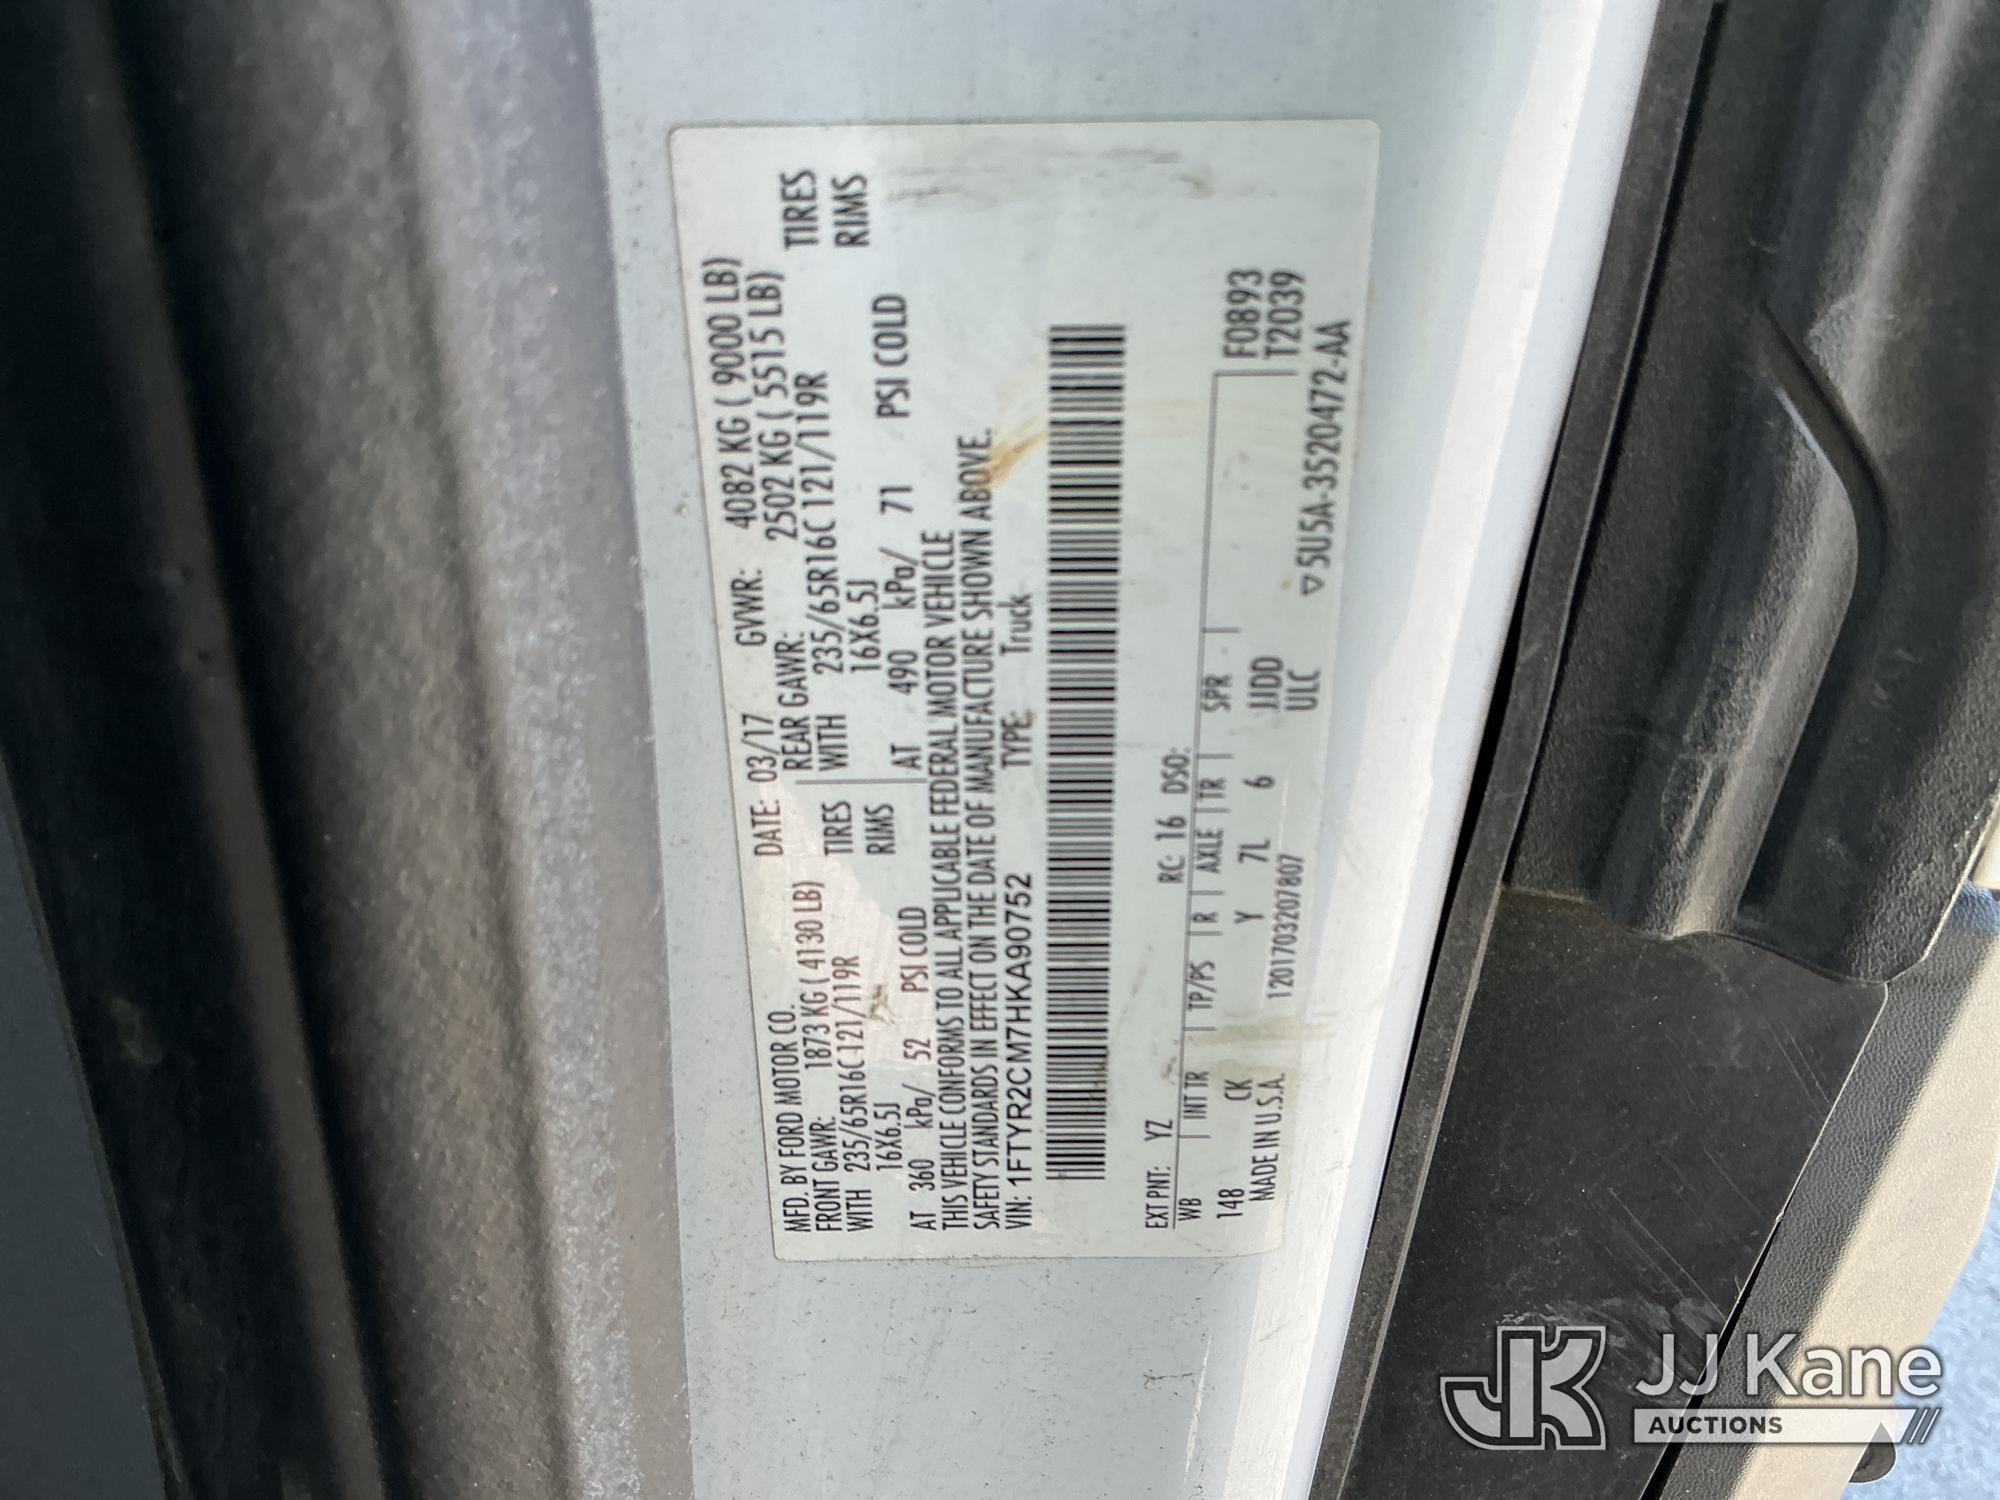 MFD. BY FORD MOTOR CO.
DATE: 03/17 GVWR: 4082 KG ( 9000 LB)
FRONT GAWR: 1873 KG ( 4130 LB) REAR GAWR: 2502 KG ( 5515 LB)
WITH 235/65R16C 121/119R TIRES WITH 235/65R16C 121/119R TIRES
16X6.5J RIMS 16X6.5J RIMS
AT 360 kPa/ 52 PSI COLD AT 490 kPa/ 71 PSI COLD
THIS VEHICLE CONFORMS TO ALL APPLICABLE FEDERAL MOTOR VEHICLE
SAFETY STANDARDS IN EFFECT ON THE DATE OF MANUFACTURE SHOWN ABOVE.
VIN: 1FTYR2CM7HKA90752 TYPE: Truck
EXT PNT: YZ RC: 16 DSO:
WB INT TR TP/PS R AXLE TR SPR F0893
148 CK Y 7L 6 JJDD T2039
MADE IN U.S.A. 120170320​7807 ULC ▽5U5A-3520472-AA
JK JJ Kane
AUCTIONS